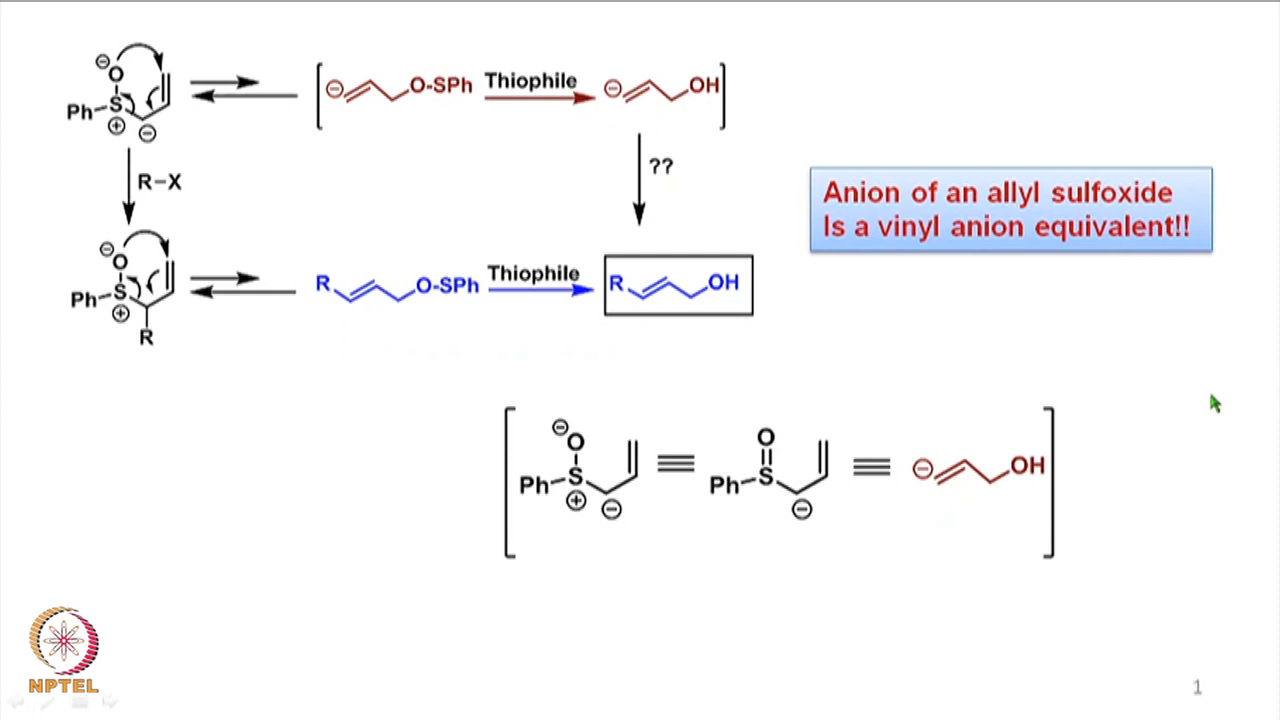 ⊖
O
Ph-S
⊕
⊖
⊖
O-SPh
Thiophile
⊖
OH
R-X
??
Anion of an allyl sulfoxide
Is a vinyl anion equivalent!!
⊖
O
Ph-S
⊕
R
R
O-SPh
Thiophile
R
OH
⊖
O
Ph-S
⊕
⊖
O
Ph-S
⊖
⊖
OH
NPTEL
1